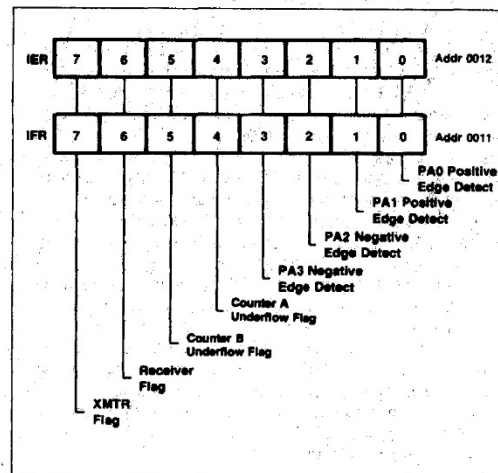 IER 7 6 5 4 3 2 1 0 Addr 0012
IFR 7 6 5 4 3 2 1 0 Addr 0011
PA0 Positive
Edge Detect
PA1 Positive
Edge Detect
PA2 Negative
Edge Detect
PA3 Negative
Edge Detect
Counter A
Underflow Flag
Counter B
Underflow Flag
Receiver
Flag
XMTR
Flag